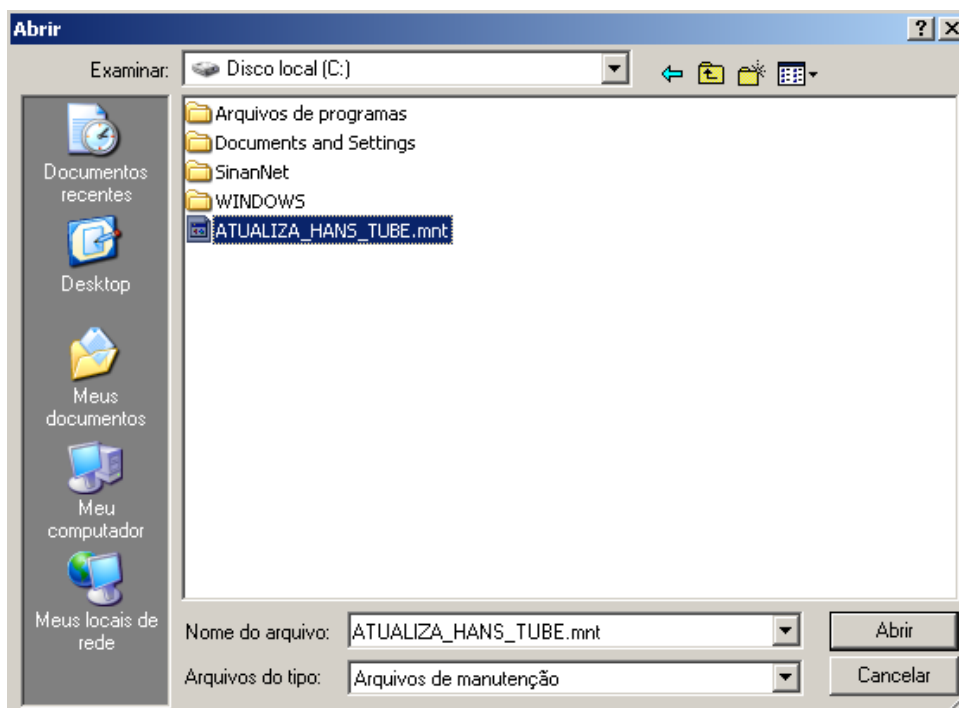 Abrir
Examinar:
Disco local (C:)
Documentos
recentes
Desktop
Meus
documentos
Meu
computador
Meus locais de
rede
Arquivos de programas
Documents and Settings
SinanNet
WINDOWS
ATUALIZA_HANS_TUBE.mnt
Nome do arquivo:
ATUALIZA_HANS_TUBE.mnt
Abrir
Arquivos do tipo:
Arquivos de manutenção
Cancelar